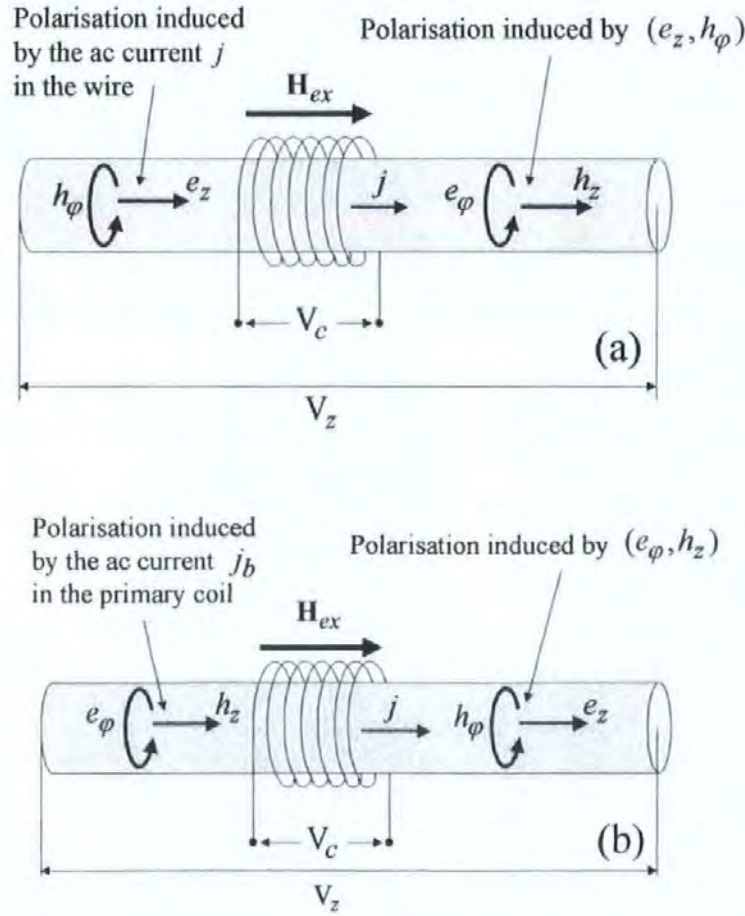 Polarisation induced
by the ac current j
in the wire
Polarisation induced by (e_z, h_φ)
H_ex
h_φ e_z
j
e_φ h_z
V_c
(a)
V_z
Polarisation induced
by the ac current j_b
in the primary coil
Polarisation induced by (e_φ, h_z)
H_ex
e_φ h_z
j
h_φ e_z
V_c
(b)
V_z